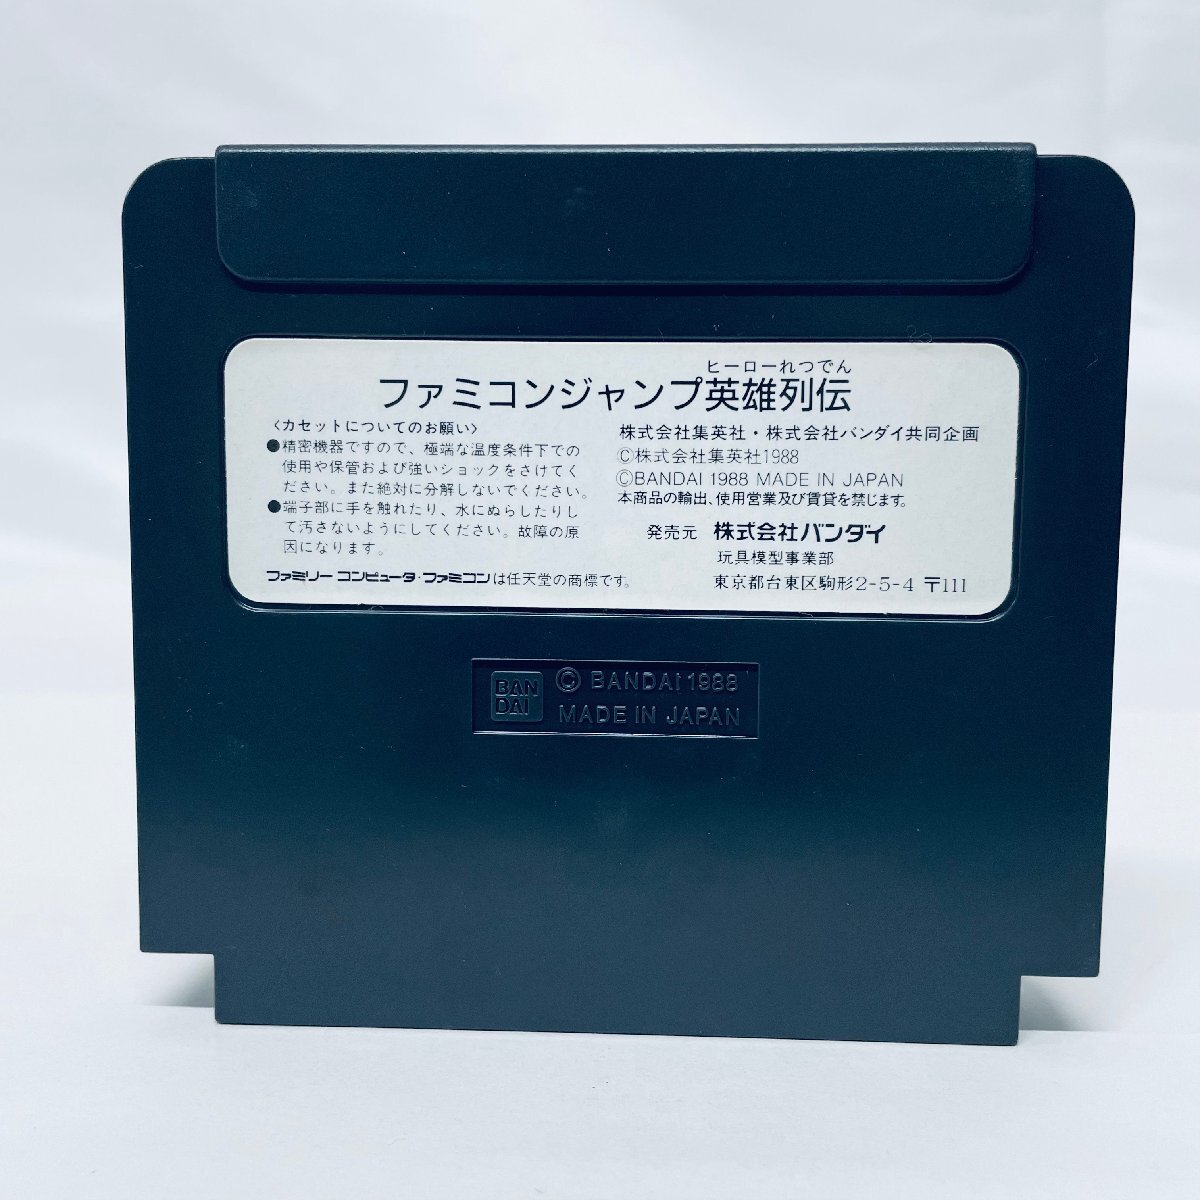 ヒーローれつでん
ファミコンジャンプ英雄列伝
〈カセットについてのお願い〉
●精密機器ですので、極端な温度条件下での
使用や保管および強いショックをさけてく
ださい。また絶対に分解しないでください。
●端子部に手を触れたり、水にぬらしたりし
て汚さないようにしてください。故障の原
因になります。
ファミリーコンピュータ・ファミコンは任天堂の商標です。
株式会社集英社・株式会社バンダイ共同企画
©株式会社集英社1988
©BANDAI 1988 MADE IN JAPAN
本商品の輸出、使用営業及び賃貸を禁じます。
発売元 株式会社バンダイ
玩具模型事業部
東京都台東区駒形2-5-4 〒111
BAN
DAI
© BANDAI 1988
MADE IN JAPAN